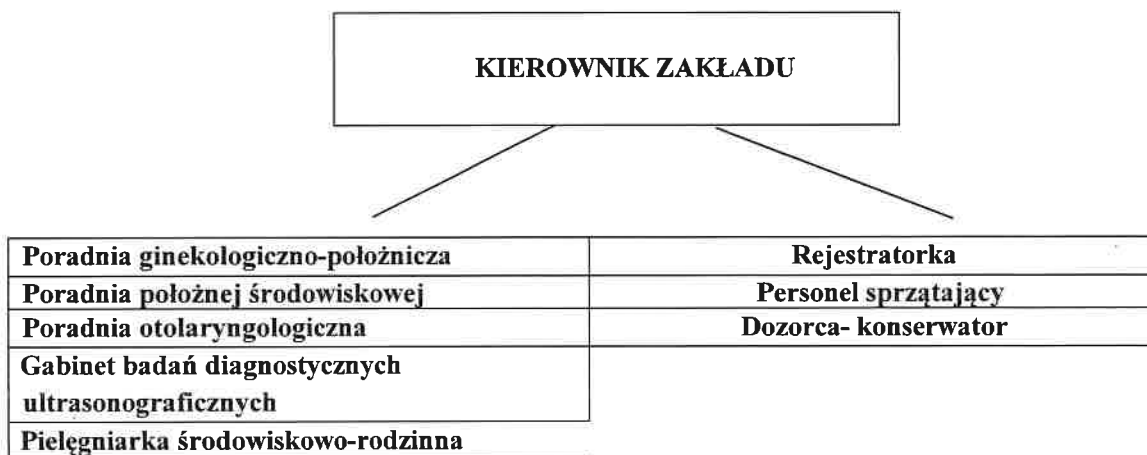 KIEROWNIK ZAKŁADU
Poradnia ginekologiczno-położnicza
Rejestratorka
Poradnia położnej środowiskowej
Personel sprzątający
Poradnia otolaryngologiczna
Dozorca- konserwator
Gabinet badań diagnostycznych
ultrasonograficznych
Pielęgniarka środowiskowo-rodzinna